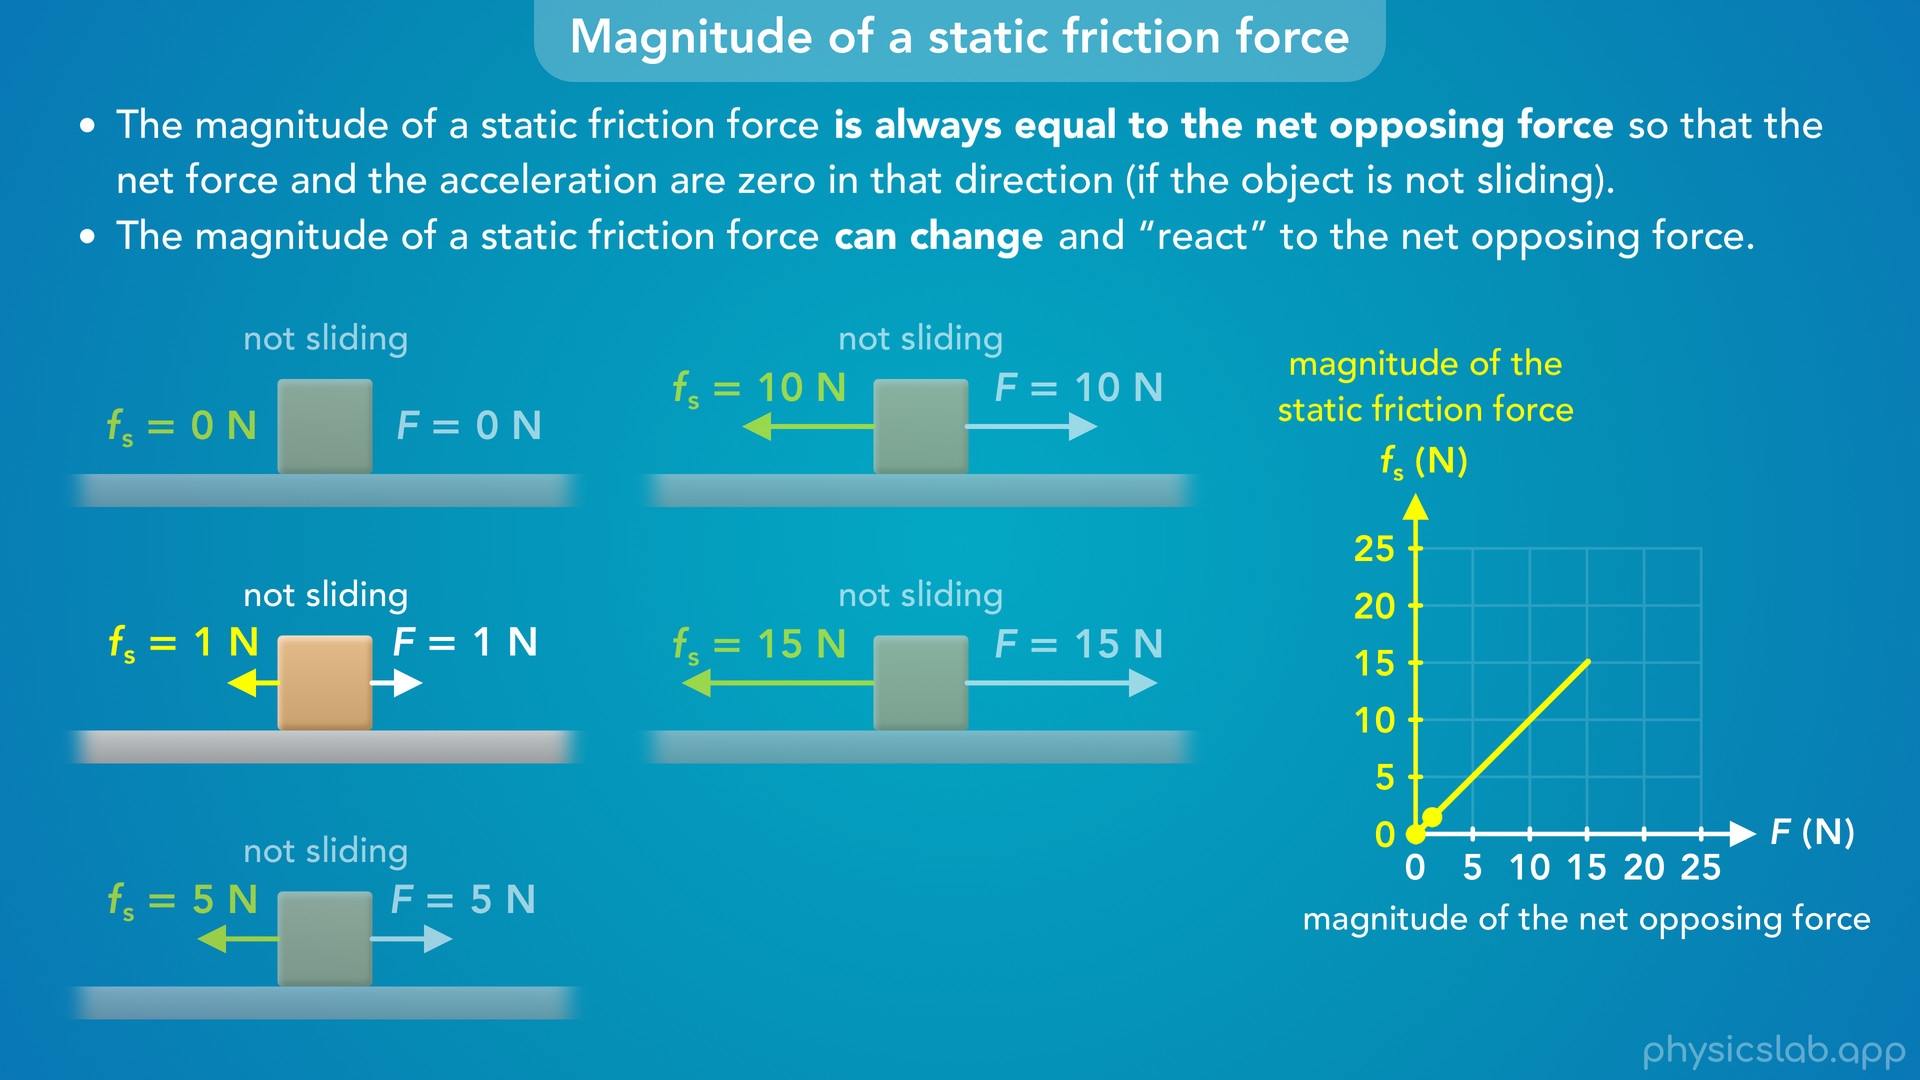 Magnitude of a static friction force
• The magnitude of a static friction force is always equal to the net opposing force so that the
net force and the acceleration are zero in that direction (if the object is not sliding).
• The magnitude of a static friction force can change and “react” to the net opposing force.
not sliding
fs = 0 N
F = 0 N
not sliding
fs = 1 N
F = 1 N
not sliding
fs = 5 N
F = 5 N
not sliding
fs = 10 N
F = 10 N
not sliding
fs = 15 N
F = 15 N
magnitude of the
static friction force
fs (N)
25
20
15
10
5
0
F (N)
0 5 10 15 20 25
magnitude of the net opposing force
physicslab.app